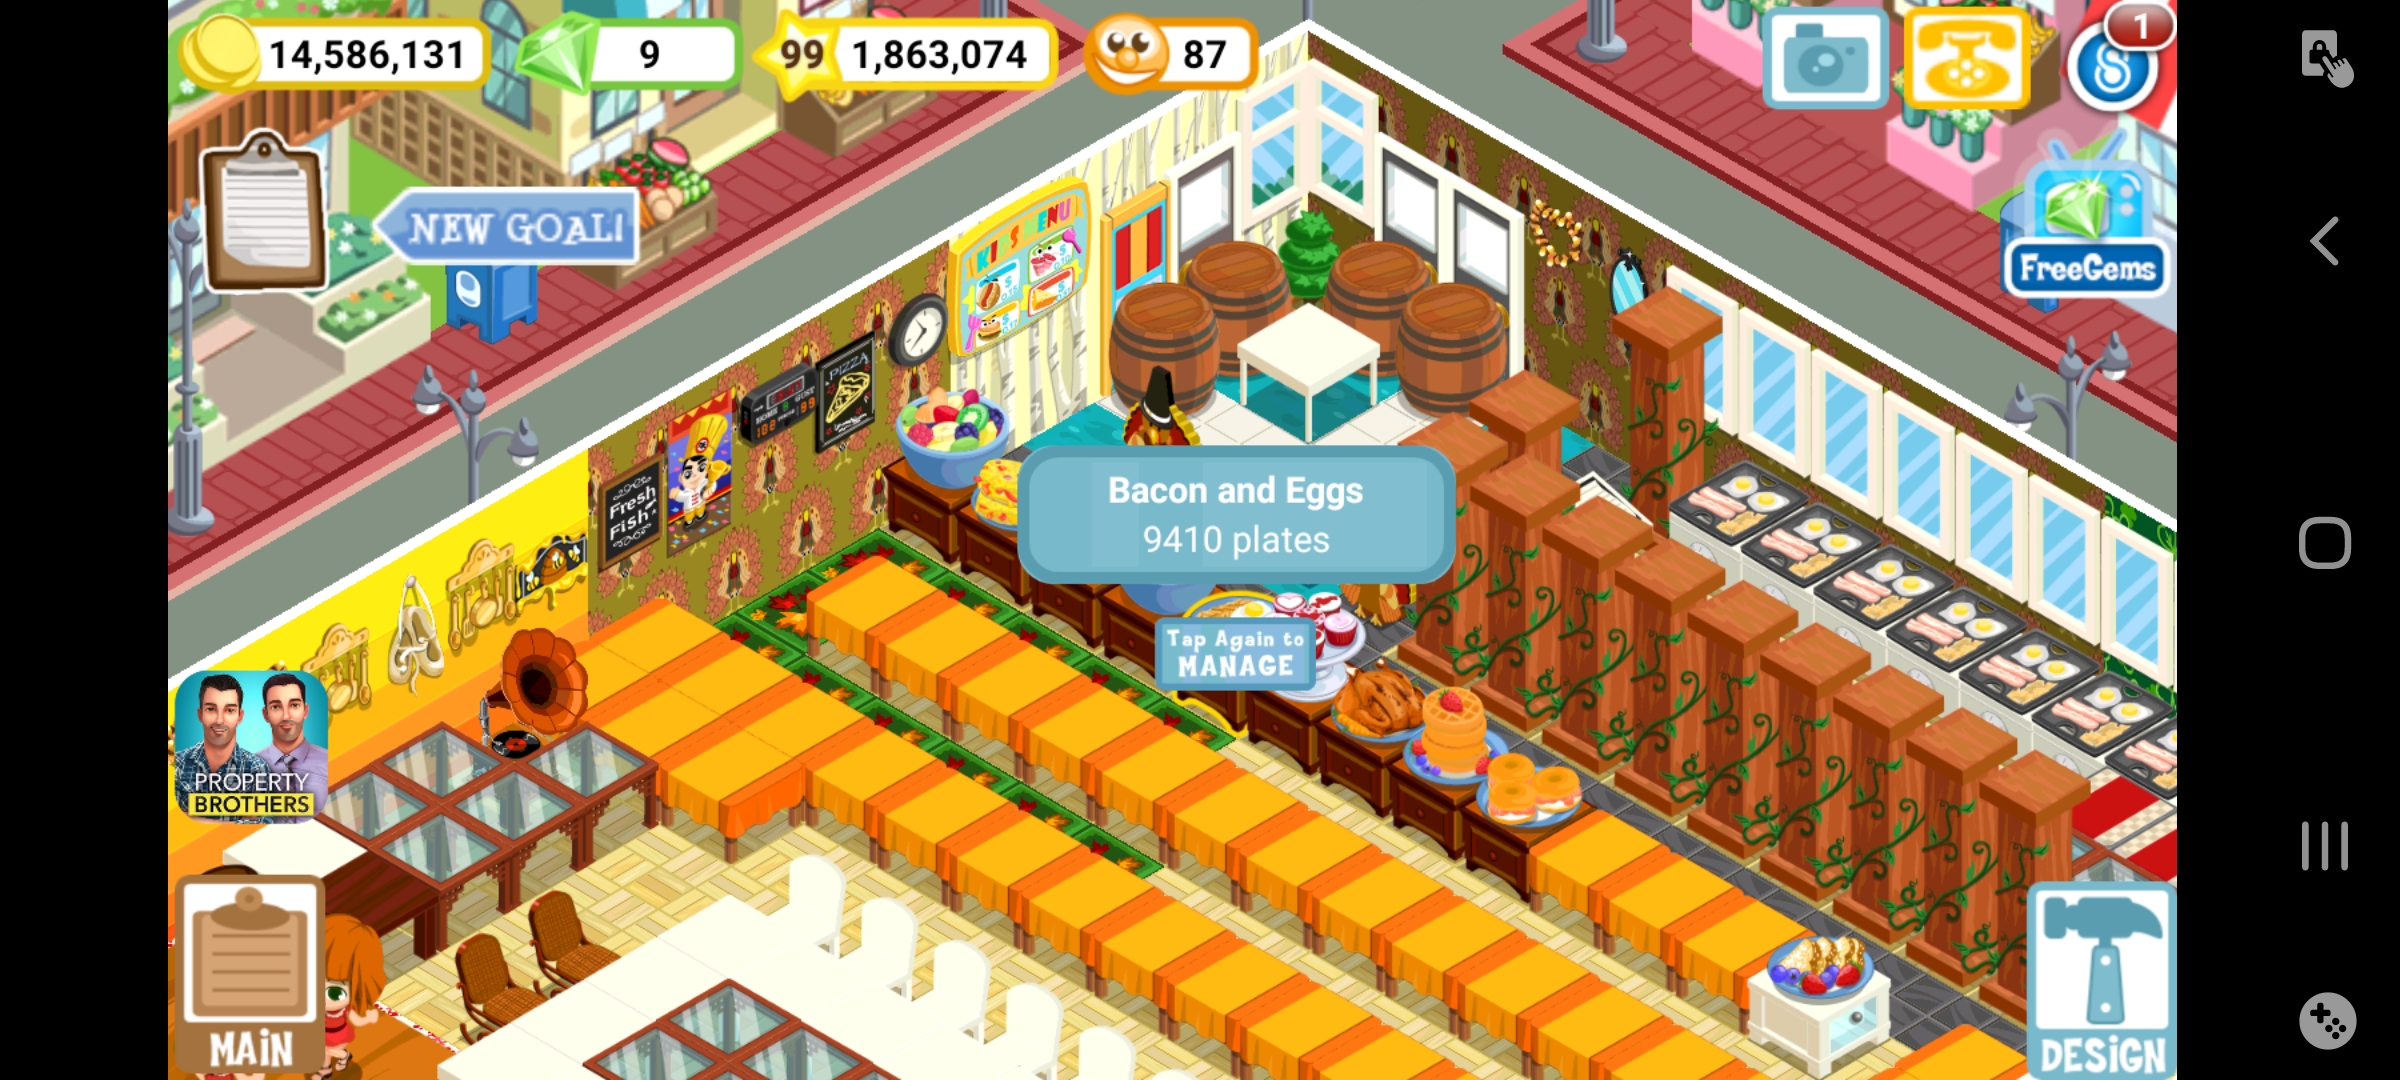 14,586,131
9
99 1,863,074
87
1
NEW GOAL!
FreeGems
KIDS MENU
PIZZA
Fresh
Fish
Bacon and Eggs
9410 plates
Tap Again to
MANAGE
PROPERTY
BROTHERS
MAiN
DESiGN